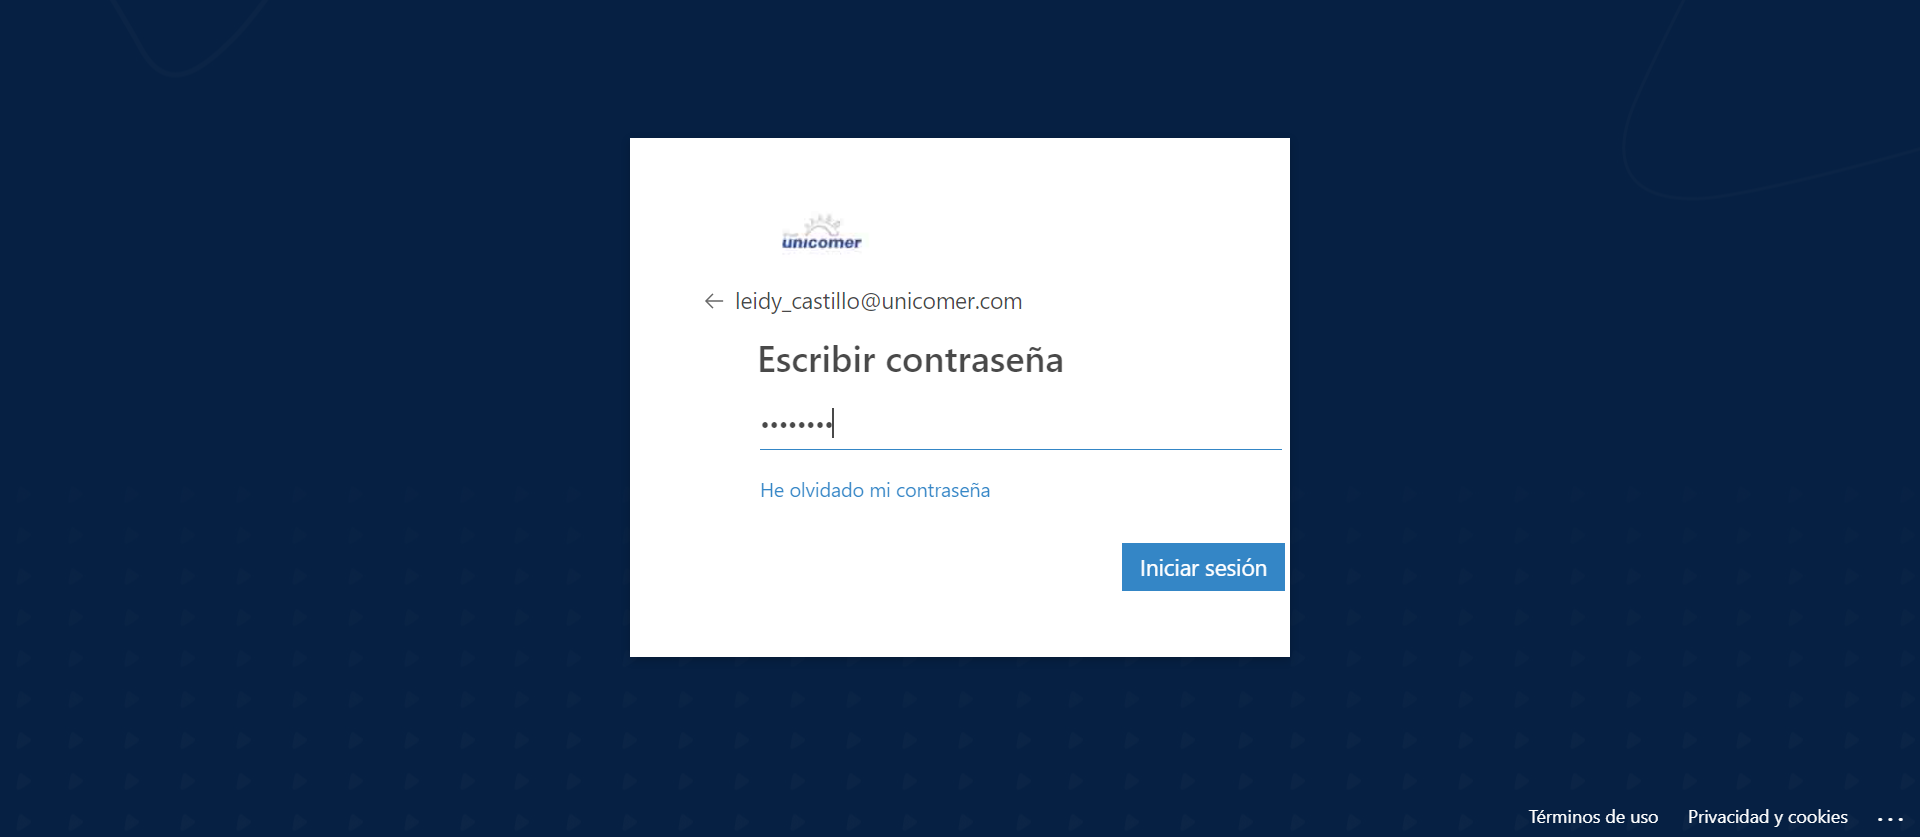 unicomer
leidy_castillo@unicomer.com
Escribir contraseña
••••••••
He olvidado mi contraseña
Iniciar sesión
Términos de uso Privacidad y cookies ...